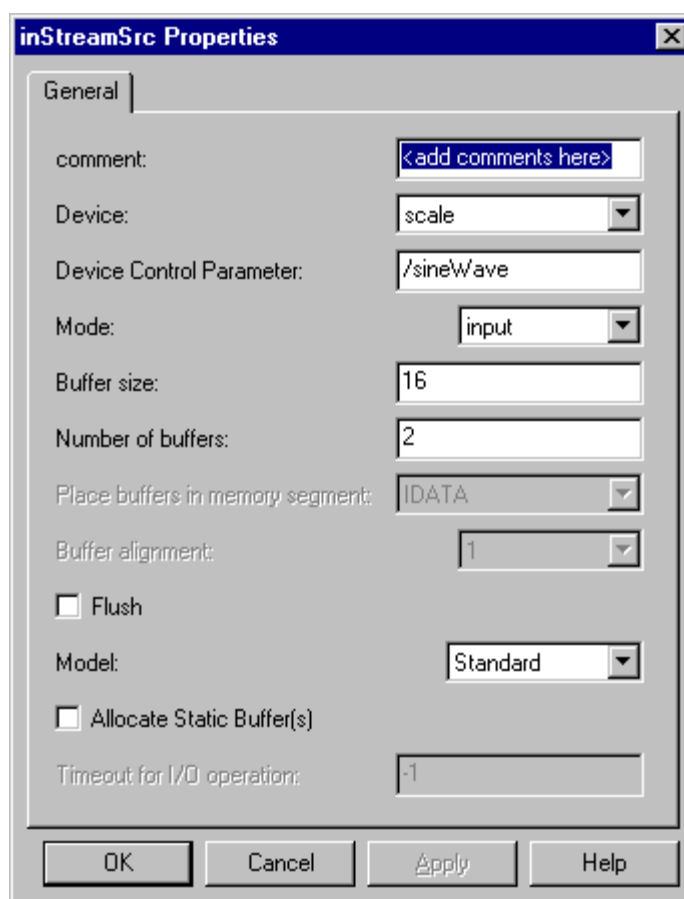 inStreamSrc Properties
General
comment: <add comments here>
Device: scale
Device Control Parameter: /sineWave
Mode: input
Buffer size: 16
Number of buffers: 2
Place buffers in memory segment: IDATA
Buffer alignment: 1
Flush
Model: Standard
Allocate Static Buffer(s)
Timeout for I/O operation: -1
OK Cancel Apply Help